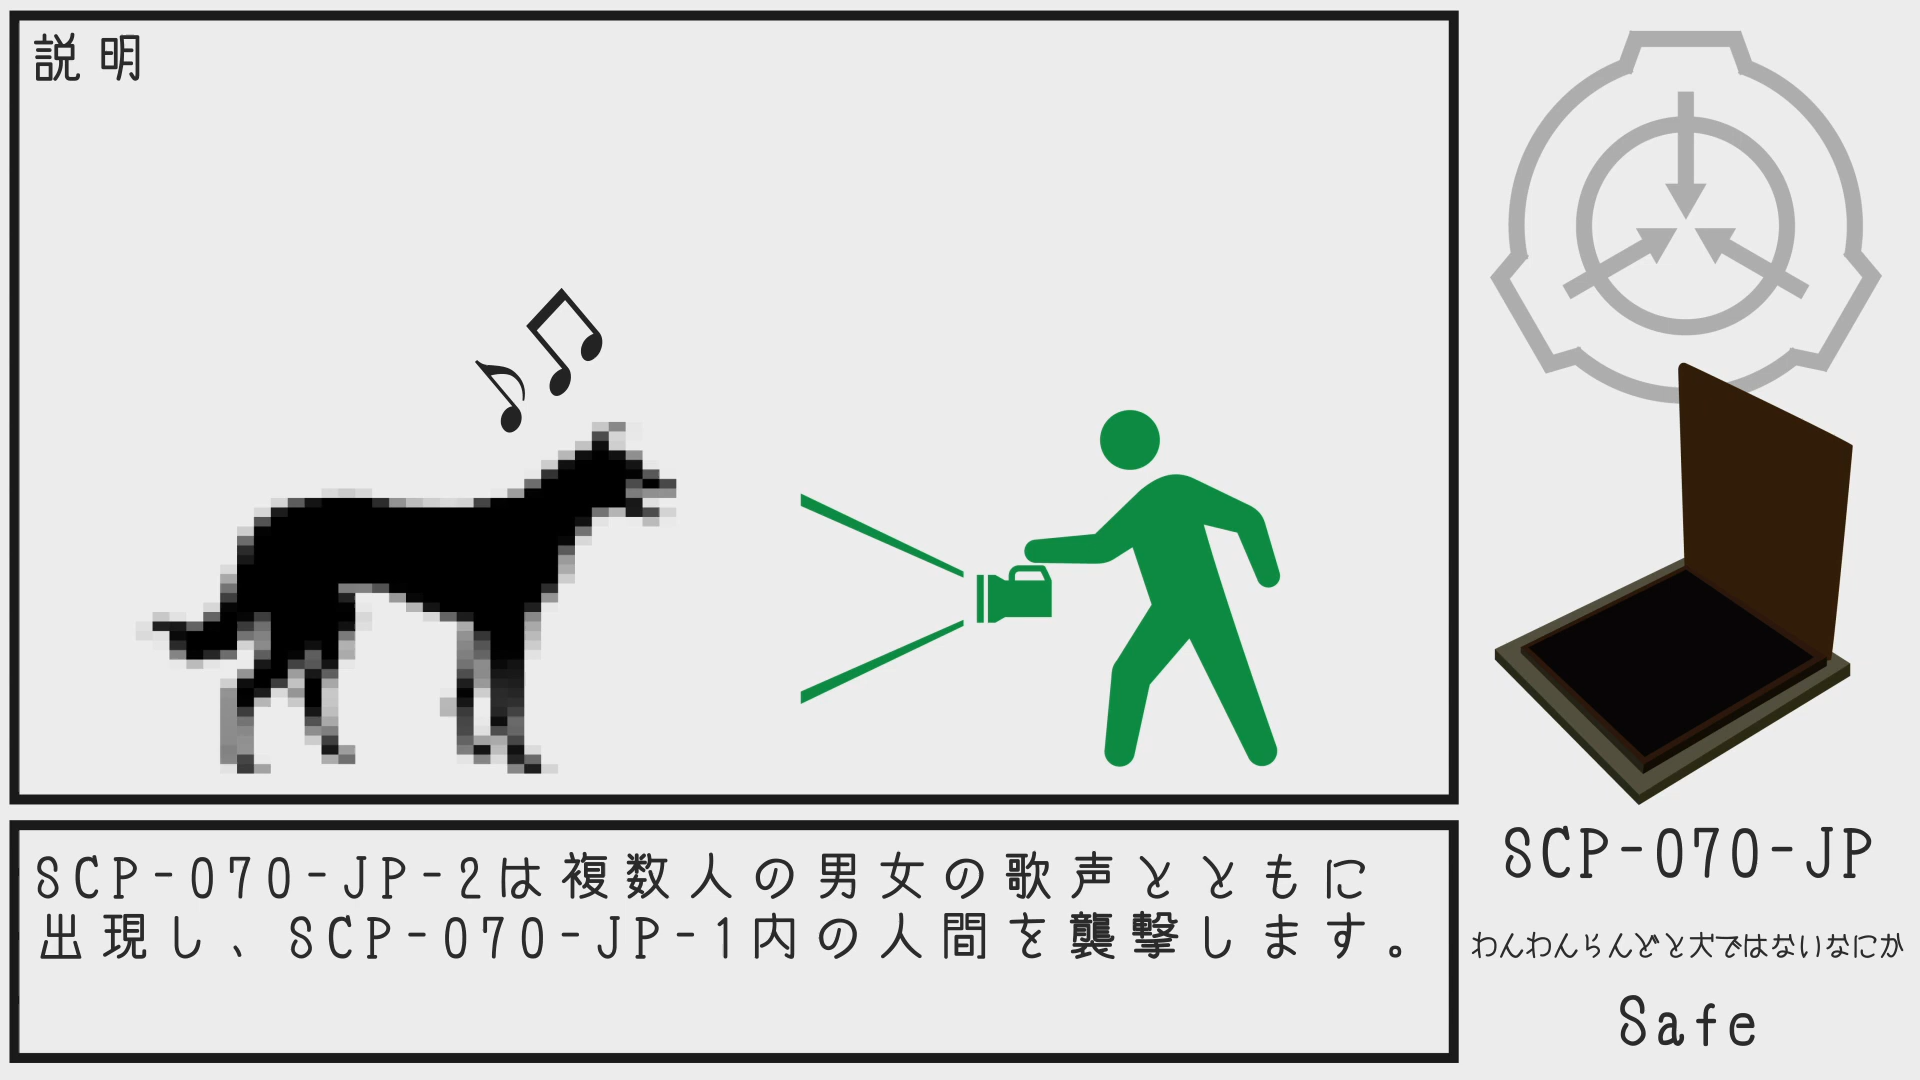 説明
SCP-070-JP-2は複数人の男女の歌声とともに
出現し、SCP-070-JP-1内の人間を襲撃します。
SCP-070-JP
わんわんらんどと犬ではないなにか
Safe